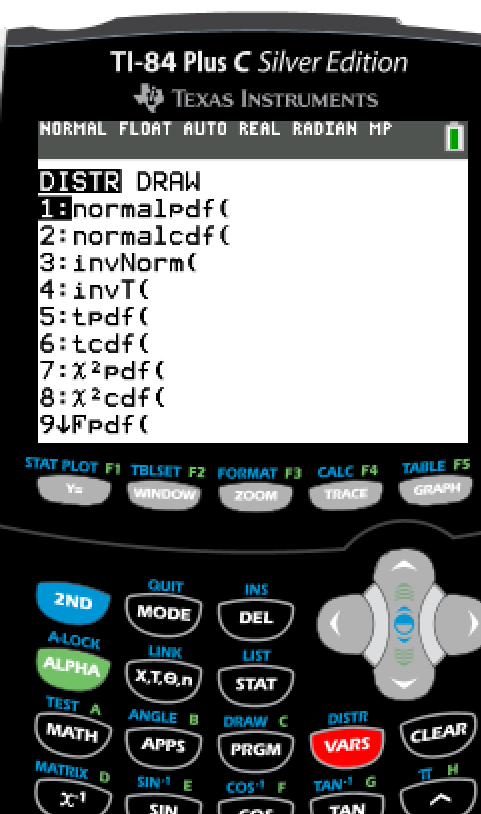 TI-84 Plus C Silver Edition
TEXAS INSTRUMENTS
NORMAL FLOAT AUTO REAL RADIAN MP
DISTR DRAW
1:normalpdf(
2:normalcdf(
3:invNorm(
4:invT(
5:tpdf(
6:tcdf(
7:χ²pdf(
8:χ²cdf(
9↓Fpdf(
STAT PLOT F1 TBLSET F2 FORMAT F3 CALC F4 TABLE F5
Y= WINDOW ZOOM TRACE GRAPH
QUIT INS
2ND MODE DEL
A-LOCK LINK LIST
ALPHA X,T,Θ,n STAT
TEST A ANGLE B DRAW C DISTR
MATH APPS PRGM VARS CLEAR
MATRIX D SIN⁻¹ E COS⁻¹ F TAN⁻¹ G π H
x⁻¹ SIN COS TAN ^